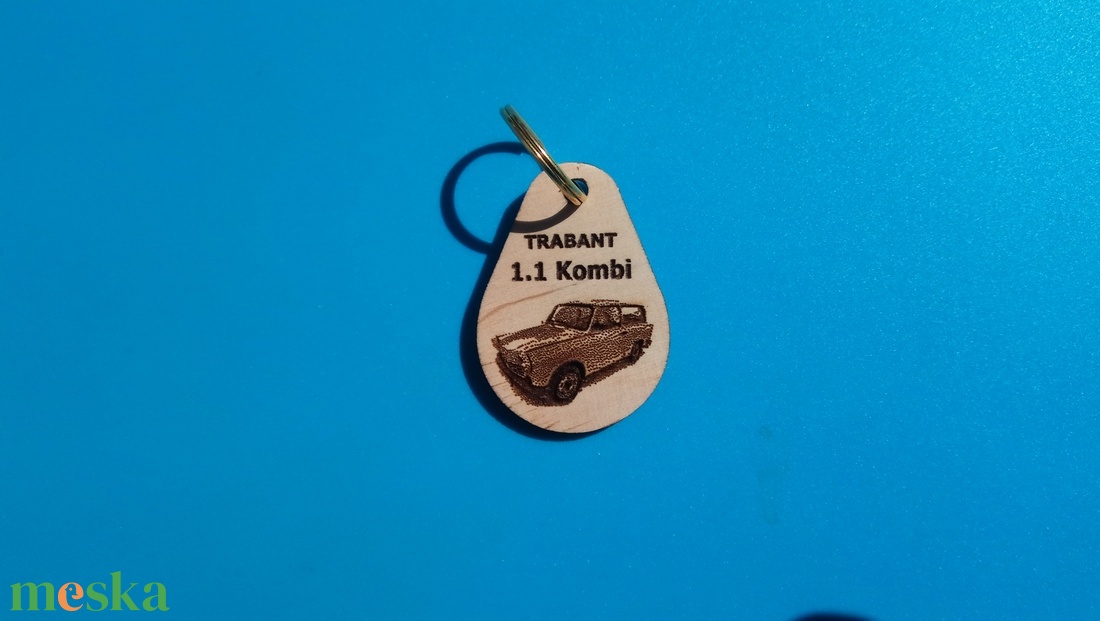 TRABANT
1.1 Kombi
meska